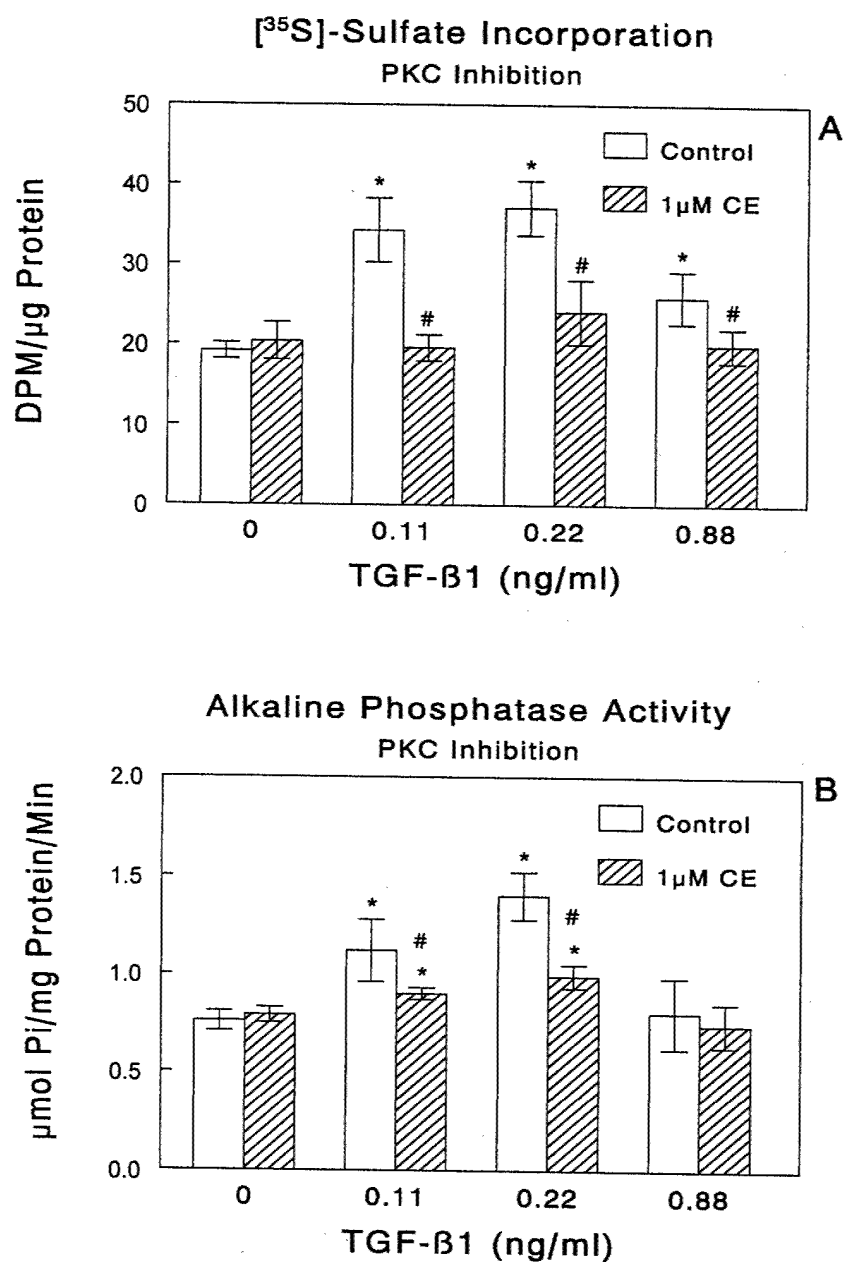 [³⁵S]-Sulfate Incorporation
PKC Inhibition
A
50
40
30
20
10
0
DPM/µg Protein
Control
1µM CE
*
#
*
#
*
#
0 0.11 0.22 0.88
TGF-ß1 (ng/ml)
Alkaline Phosphatase Activity
PKC Inhibition
B
2.0
1.5
1.0
0.5
0.0
µmol Pi/mg Protein/Min
Control
1µM CE
*
#
*
*
#
*
0 0.11 0.22 0.88
TGF-ß1 (ng/ml)